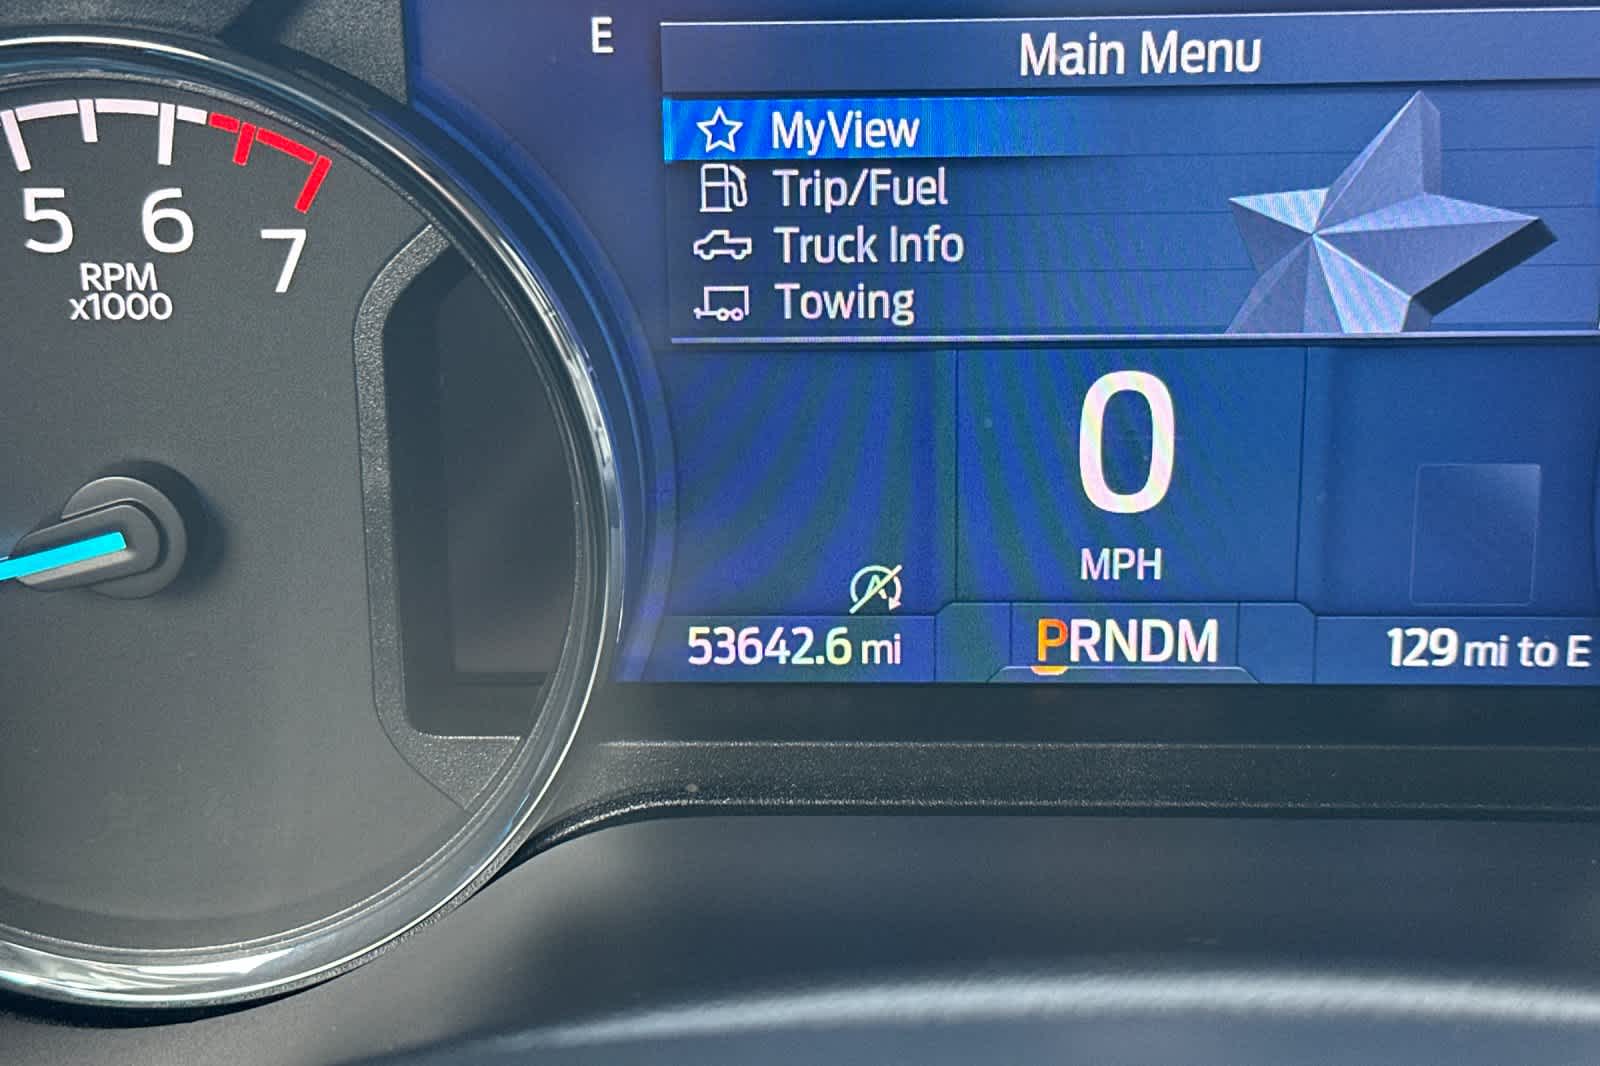 E
Main Menu
MyView
Trip/Fuel
Truck Info
Towing
5 6 7
RPM
x1000
0
MPH
A
53642.6 mi
PRNDM
129 mi to E